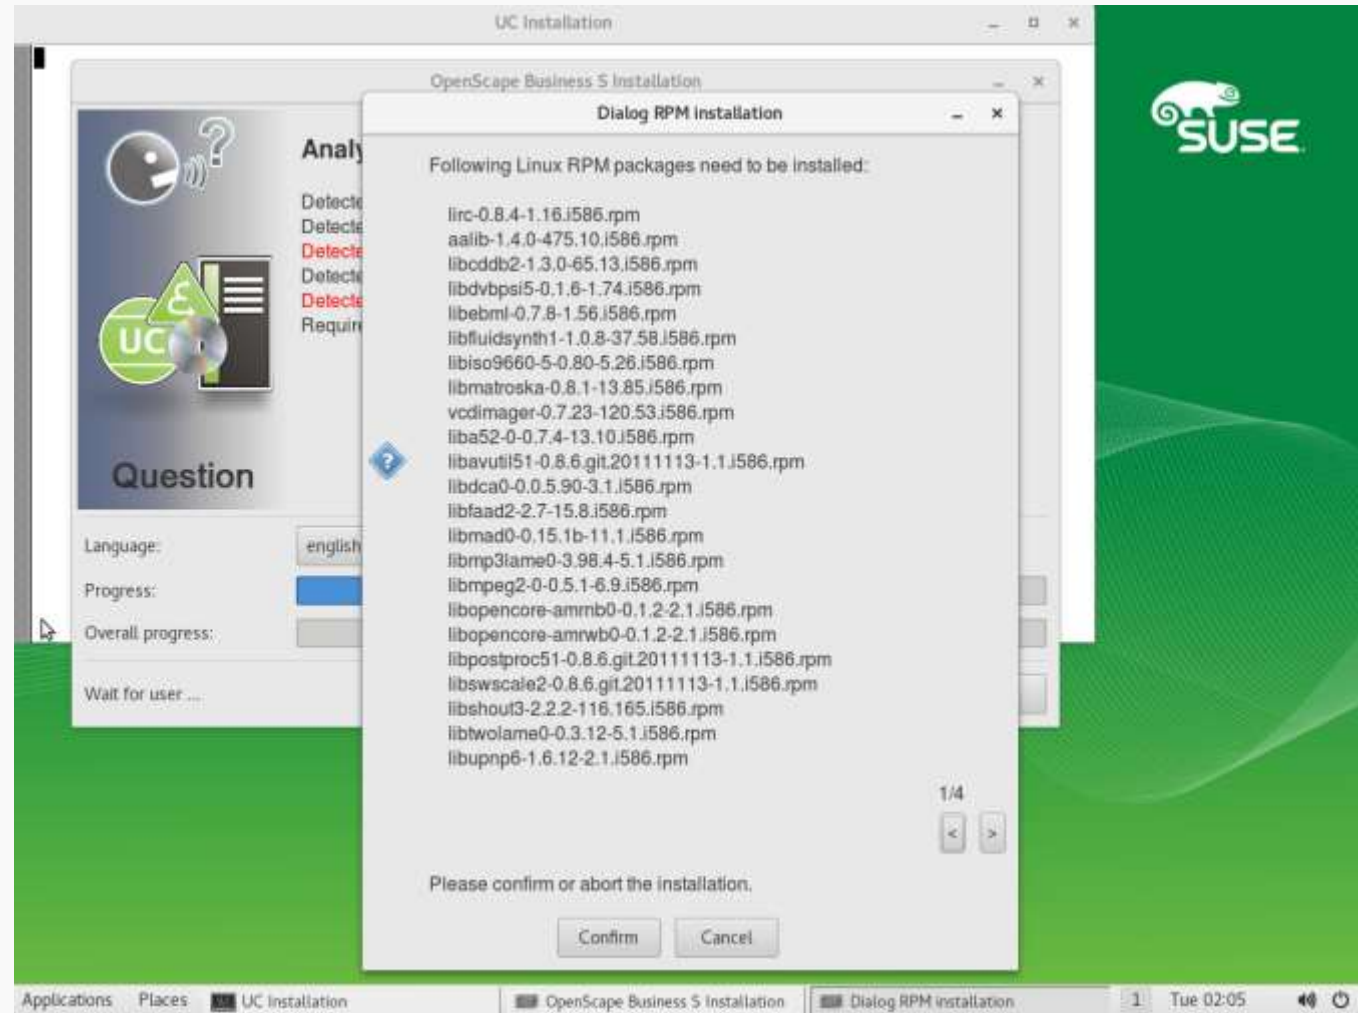 UC Installation
OpenScape Business S Installation
Dialog RPM installation
SUSE
Following Linux RPM packages need to be installed:
lirc-0.8.4-1.16.i586.rpm
aalib-1.4.0-475.10.i586.rpm
libcddb2-1.3.0-65.13.i586.rpm
libdvbpsi5-0.1.6-1.74.i586.rpm
libebml-0.7.8-1.56.i586.rpm
libfluidsynth1-1.0.8-37.58.i586.rpm
libiso9660-5-0.80-5.26.i586.rpm
libmatroska-0.8.1-13.85.i586.rpm
vcdimager-0.7.23-120.53.i586.rpm
liba52-0-0.7.4-13.10.i586.rpm
libavutil51-0.8.6.git.20111113-1.1.i586.rpm
libdca0-0.0.5.90-3.1.i586.rpm
libfaad2-2.7-15.8.i586.rpm
libmad0-0.15.1b-11.1.i586.rpm
libmp3lame0-3.98.4-5.1.i586.rpm
libmpeg2-0-0.5.1-6.9.i586.rpm
libopencore-amrnb0-0.1.2-2.1.i586.rpm
libopencore-amrwb0-0.1.2-2.1.i586.rpm
libpostproc51-0.8.6.git.20111113-1.1.i586.rpm
libswscale2-0.8.6.git.20111113-1.1.i586.rpm
libshout3-2.2.2-116.165.i586.rpm
libtwolame0-0.3.12-5.1.i586.rpm
libupnp6-1.6.12-2.1.i586.rpm
1/4
< >
Please confirm or abort the installation.
Confirm Cancel
Analy
Detecte
Detecte
Detecte
Detecte
Detecte
Require
UC
Question
Language: english
Progress:
Overall progress:
Wait for user ...
Applications Places UC Installation OpenScape Business S Installation Dialog RPM installation 1 Tue 02:05